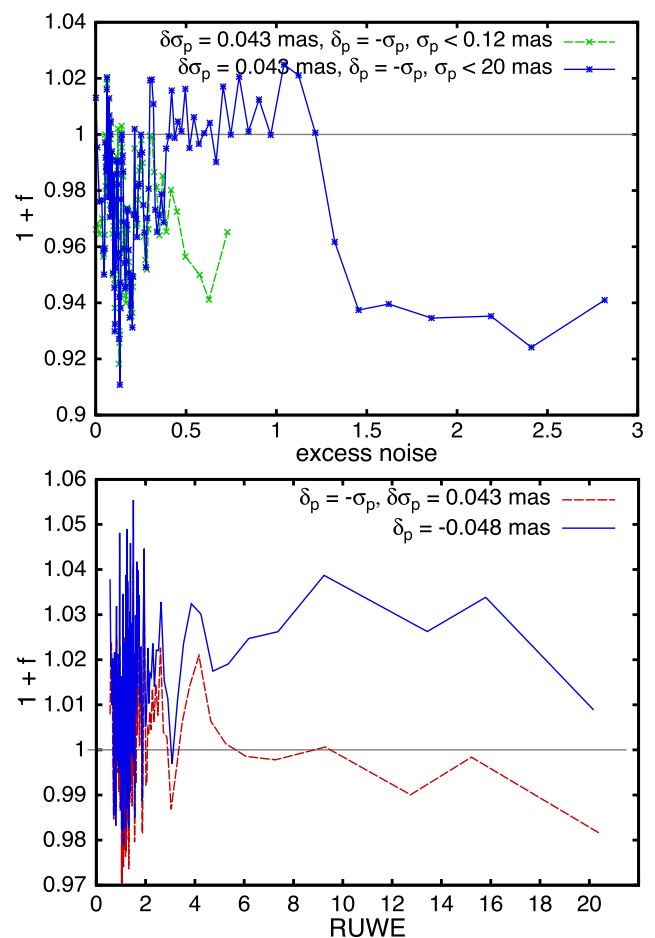 δσp = 0.043 mas, δp = -σp, σp < 0.12 mas
δσp = 0.043 mas, δp = -σp, σp < 20 mas
1.04
1.02
1
0.98
0.96
0.94
0.92
0.9
1 + f
0 0.5 1 1.5 2 2.5 3
excess noise
δp = -σp, δσp = 0.043 mas
δp = -0.048 mas
1.06
1.05
1.04
1.03
1.02
1.01
1
0.99
0.98
0.97
1 + f
0 2 4 6 8 10 12 14 16 18 20
RUWE